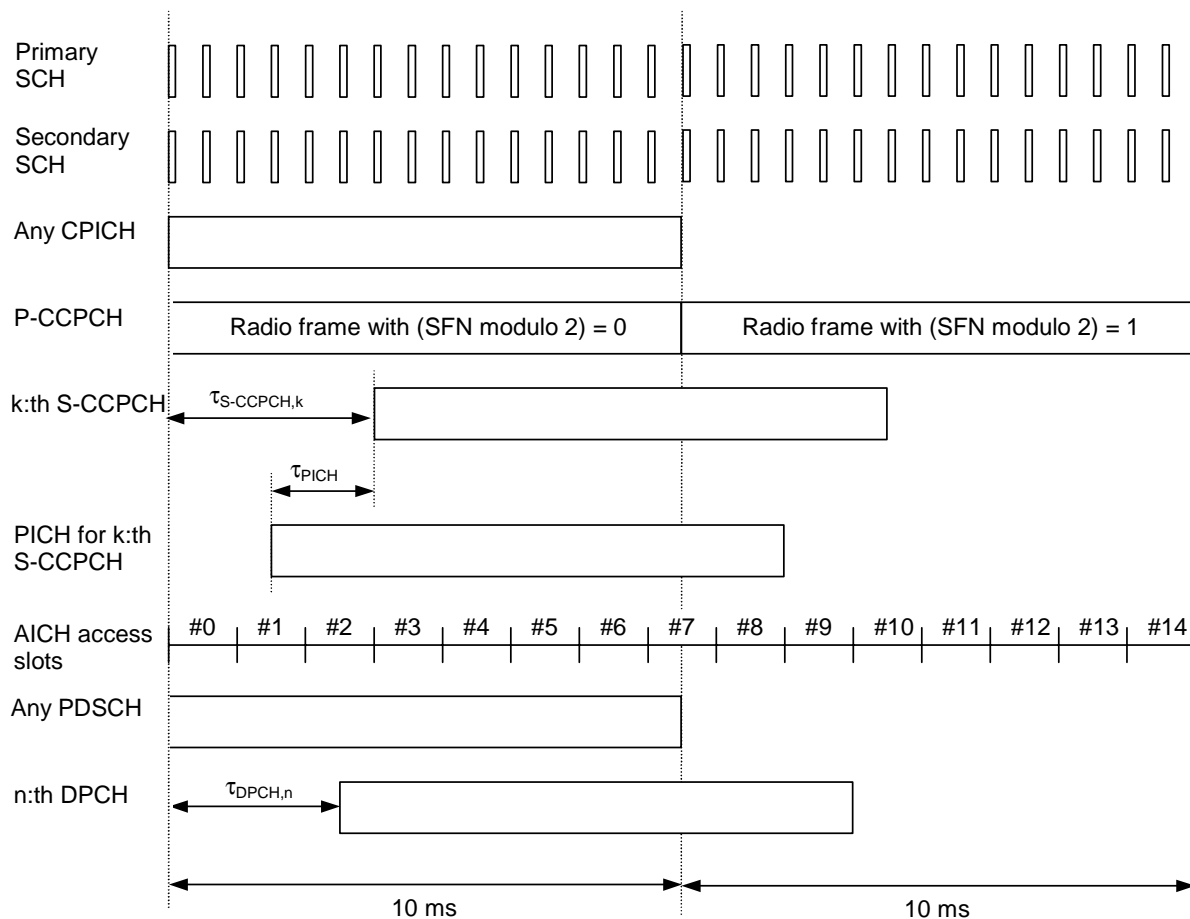 Primary
SCH
Secondary
SCH
Any CPICH
P-CCPCH
Radio frame with (SFN modulo 2) = 0
Radio frame with (SFN modulo 2) = 1
k:th S-CCPCH
τS-CCPCH,k
τPICH
PICH for k:th
S-CCPCH
AICH access
slots
#0 #1 #2 #3 #4 #5 #6 #7 #8 #9 #10 #11 #12 #13 #14
Any PDSCH
n:th DPCH
τDPCH,n
10 ms
10 ms